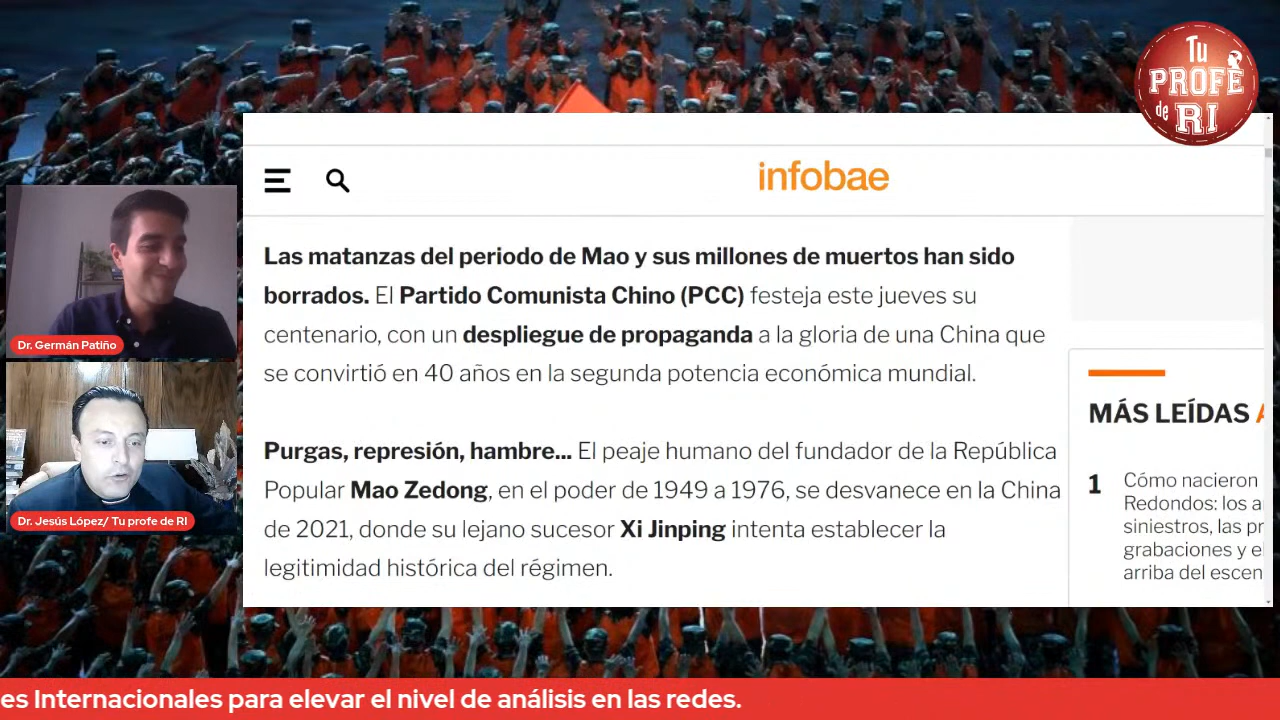 Tu
PROFE
de RI
infobae
Las matanzas del periodo de Mao y sus millones de muertos han sido
borrados. El Partido Comunista Chino (PCC) festeja este jueves su
centenario, con un despliegue de propaganda a la gloria de una China que
se convirtió en 40 años en la segunda potencia económica mundial.
Purgas, represión, hambre... El peaje humano del fundador de la República
Popular Mao Zedong, en el poder de 1949 a 1976, se desvanece en la China
de 2021, donde su lejano sucesor Xi Jinping intenta establecer la
legitimidad histórica del régimen.
MÁS LEÍDAS
1
Cómo nacieron
Redondos: los
siniestros, las
grabaciones y
arriba del
Dr. Germán Patiño
Dr. Jesús López/ Tu profe de RI
es Internacionales para elevar el nivel de análisis en las redes.